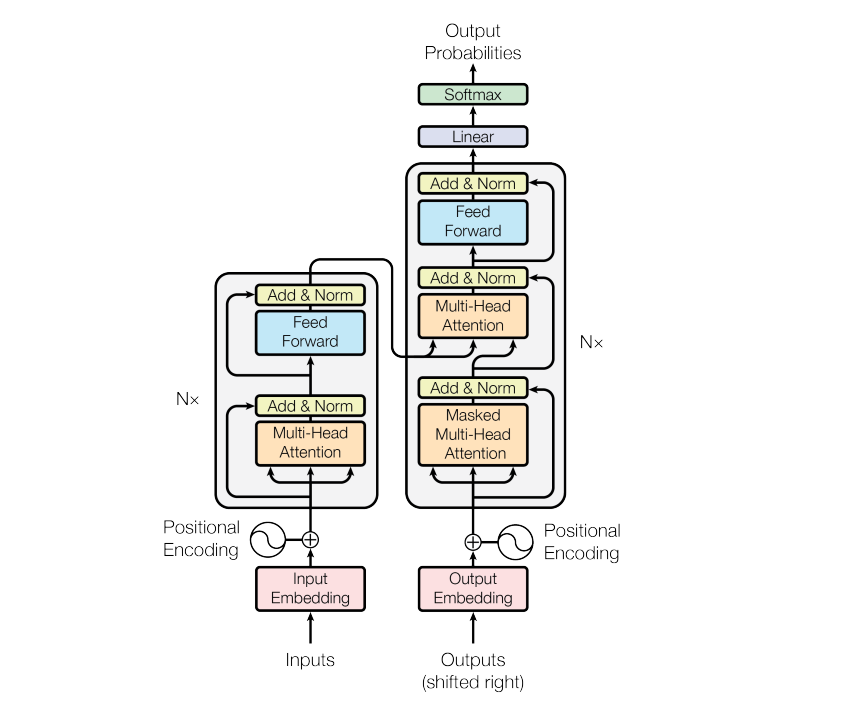 Output
Probabilities
Softmax
Linear
Add & Norm
Feed
Forward
Add & Norm
Multi-Head
Attention
Add & Norm
Masked
Multi-Head
Attention
Nx
Add & Norm
Feed
Forward
Add & Norm
Multi-Head
Attention
Nx
Positional
Encoding
Positional
Encoding
Input
Embedding
Output
Embedding
Inputs
Outputs
(shifted right)